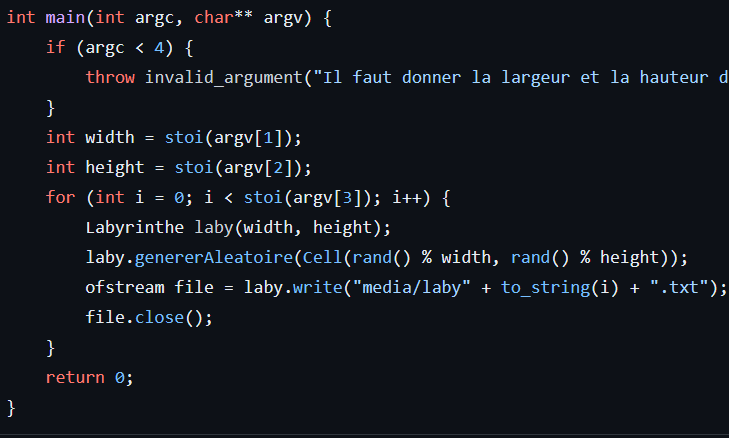 int main(int argc, char** argv) {
    if (argc < 4) {
        throw invalid_argument("Il faut donner la largeur et la hauteur d
    }
    int width = stoi(argv[1]);
    int height = stoi(argv[2]);
    for (int i = 0; i < stoi(argv[3]); i++) {
        Labyrinthe laby(width, height);
        laby.genererAleatoire(Cell(rand() % width, rand() % height));
        ofstream file = laby.write("media/laby" + to_string(i) + ".txt");
        file.close();
    }
    return 0;
}